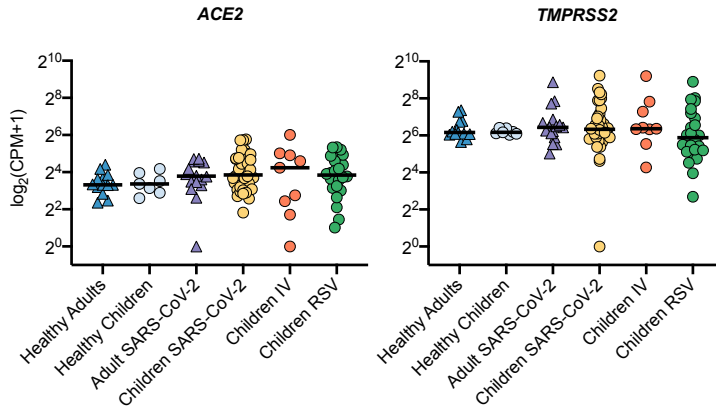 ACE2
TMPRSS2
log2(CPM+1)
2^10
2^8
2^6
2^4
2^2
2^0
Healthy Adults
Healthy Children
Adult SARS-CoV-2
Children SARS-CoV-2
Children IV
Children RSV
2^10
2^8
2^6
2^4
2^2
2^0
Healthy Adults
Healthy Children
Adult SARS-CoV-2
Children SARS-CoV-2
Children IV
Children RSV